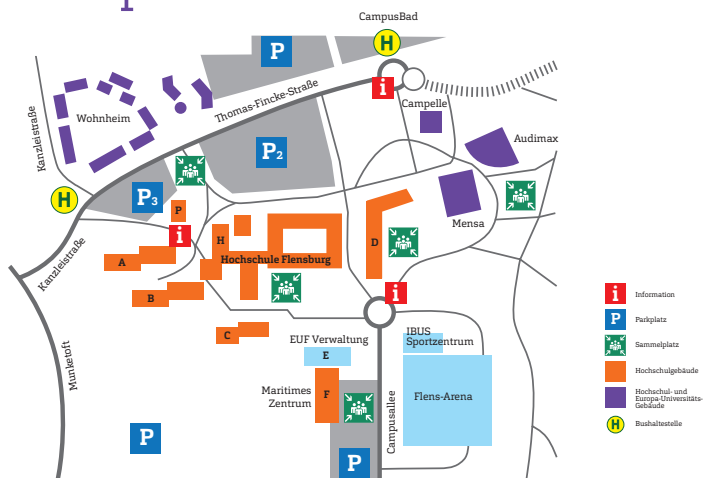 CampusBad
H
P
i
Thomas-Fincke-Straße
Campelle
Wohnheim
Kanzleistraße
Audimax
P2
P3
H
P
Mensa
i
H
D
Kanzleistraße
A
Hochschule Flensburg
B
i
Information
P
Parkplatz
C
EUF Verwaltung
IBUS
Sportzentrum
E
Munketoft
Maritimes
Zentrum
F
Campusallee
Flens-Arena
P
P
i
Sammelplatz
Hochschulgebäude
Hochschul- und
Europa-Universitäts-
Gebäude
H
Bushaltestelle